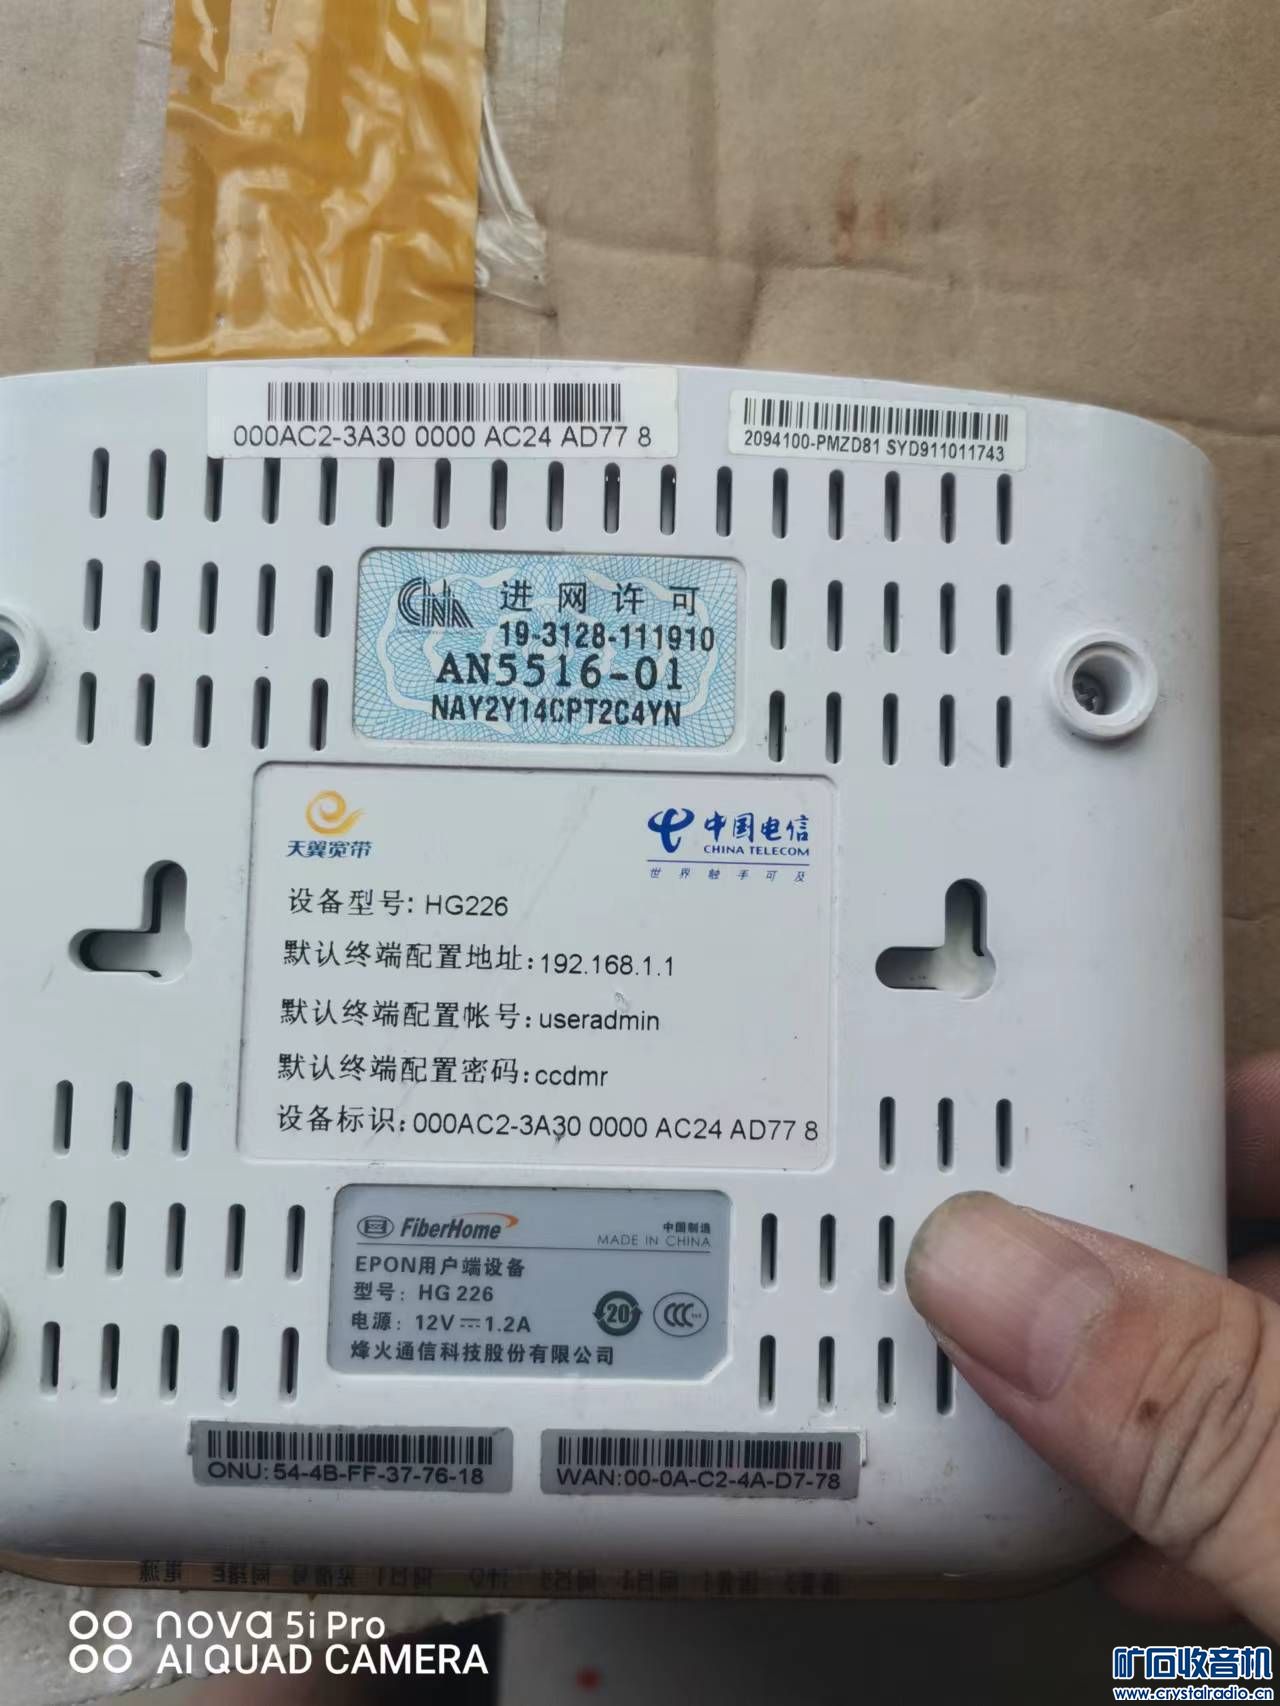 000AC2-3A30 0000 AC24 AD77 8
2094100-PMZD81 SYD911011743
CNA
进网许可
19-3128-111910
AN5516-01
NAY2Y14CPT2C4YN
天翼宽带
中国电信
CHINA TELECOM
世界触手可及
设备型号: HG226
默认终端配置地址:192.168.1.1
默认终端配置帐号:useradmin
默认终端配置密码:ccdmr
设备标识:000AC2-3A30 0000 AC24 AD77 8
FiberHome
中国制造
MADE IN CHINA
EPON用户端设备
型号: HG 226
电源: 12V⎓1.2A
20
CCC
烽火通信科技股份有限公司
ONU:54-4B-FF-37-76-18
WAN:00-0A-C2-4A-D7-78
nova 5i Pro
AI QUAD CAMERA
矿石收音机
www.crystalradio.cn